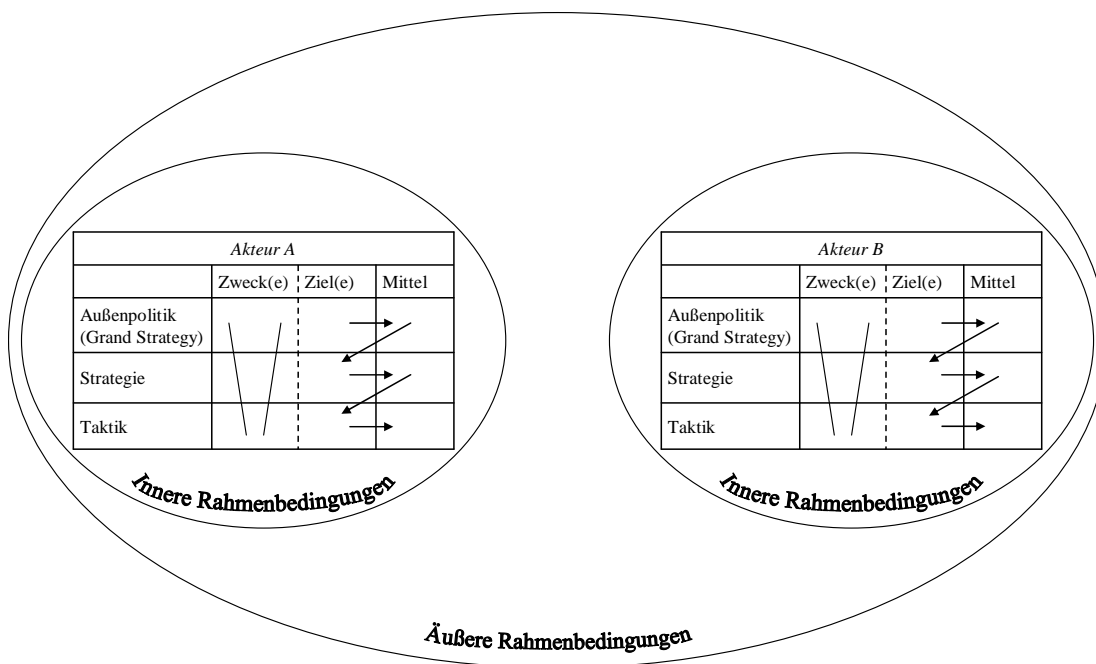 Akteur A
Zweck(e) Ziel(e) Mittel
Außenpolitik
(Grand Strategy)
Strategie
Taktik
Innere Rahmenbedingungen
Akteur B
Zweck(e) Ziel(e) Mittel
Außenpolitik
(Grand Strategy)
Strategie
Taktik
Innere Rahmenbedingungen
Äußere Rahmenbedingungen